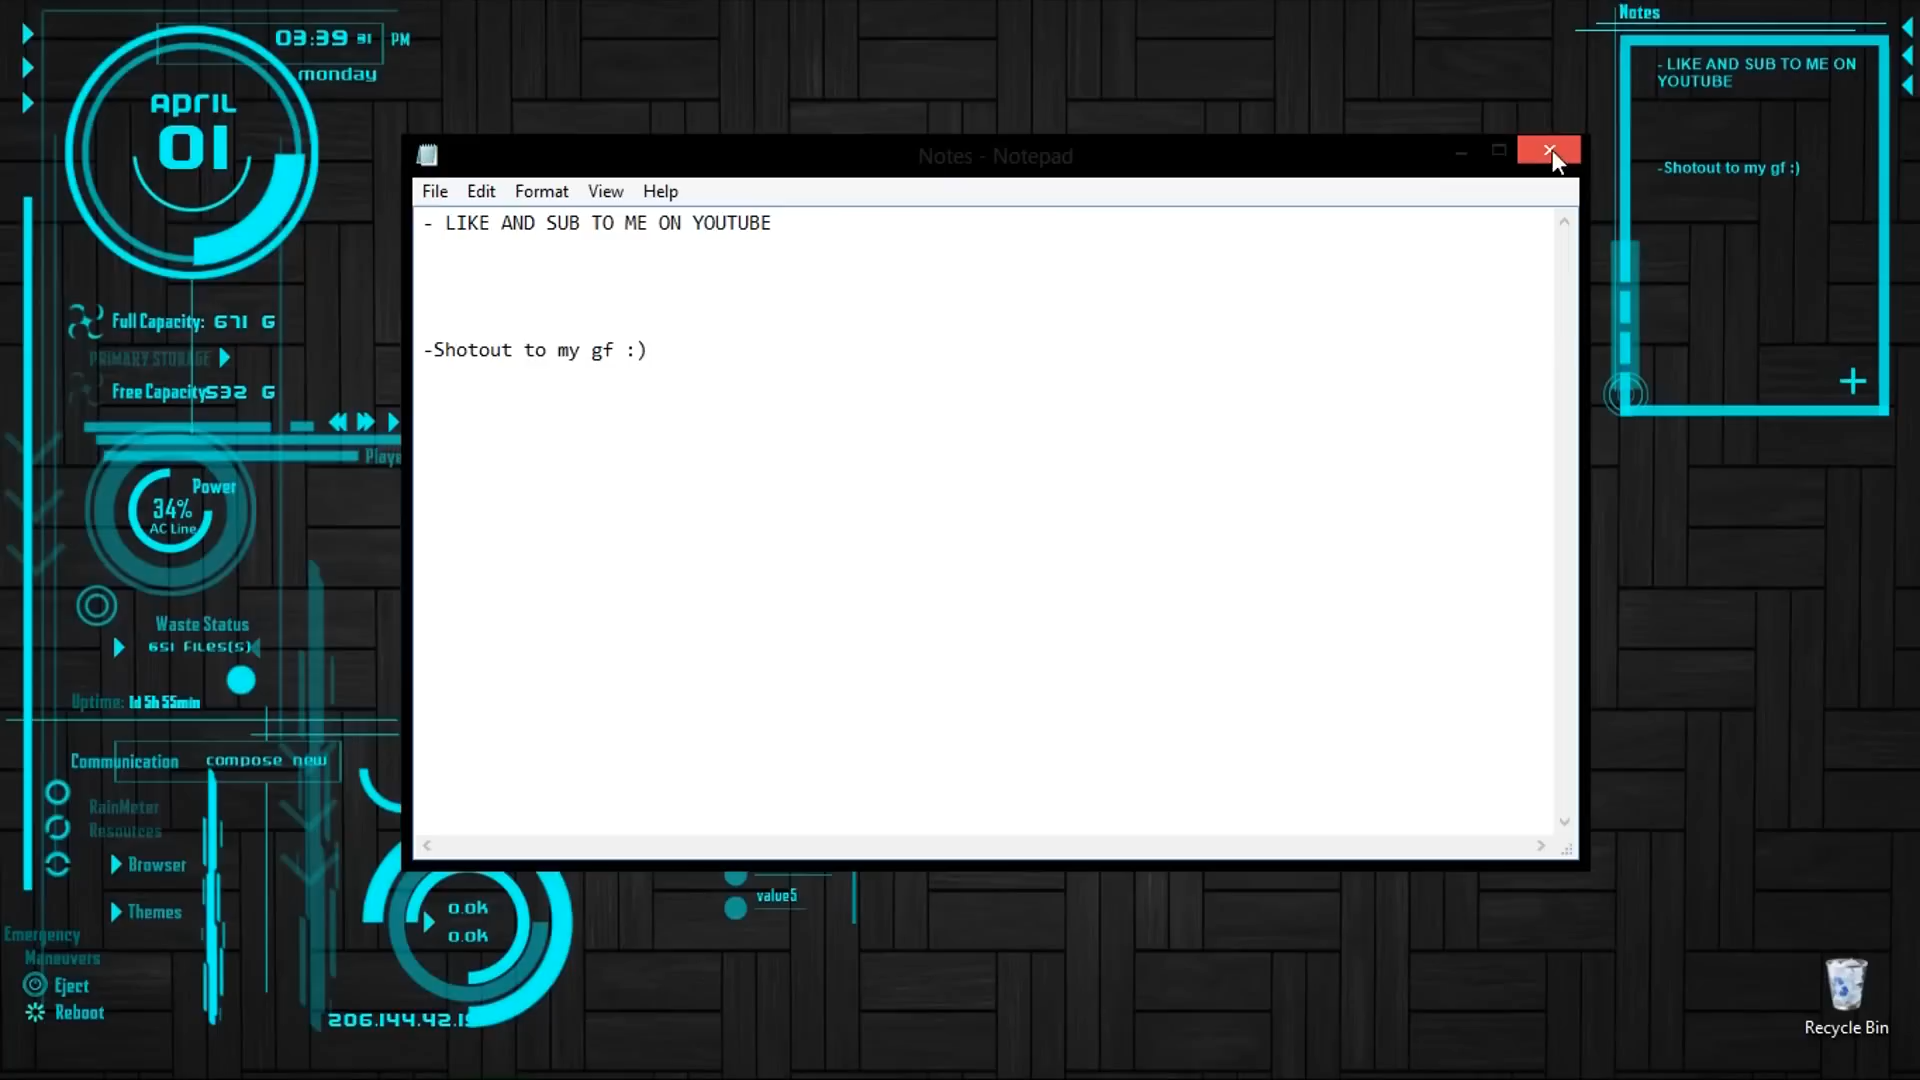 03:39 31 PM
monday
April
01
Full Capacity: 671 G
PRIMARY STORAGE
Free Capacity 532 G
Power
34%
AC Line
Waste Status
651 Files(s)
Uptime: 1d 5h 55min
Communication
compose new
RainMeter
Resources
Browser
Themes
Emergency
Maneuvers
Eject
Reboot
0.0k
0.0k
value5
Notes - Notepad
File Edit Format View Help
- LIKE AND SUB TO ME ON YOUTUBE
-Shotout to my gf :)
Notes
- LIKE AND SUB TO ME ON
YOUTUBE
-Shotout to my gf :)
Recycle Bin